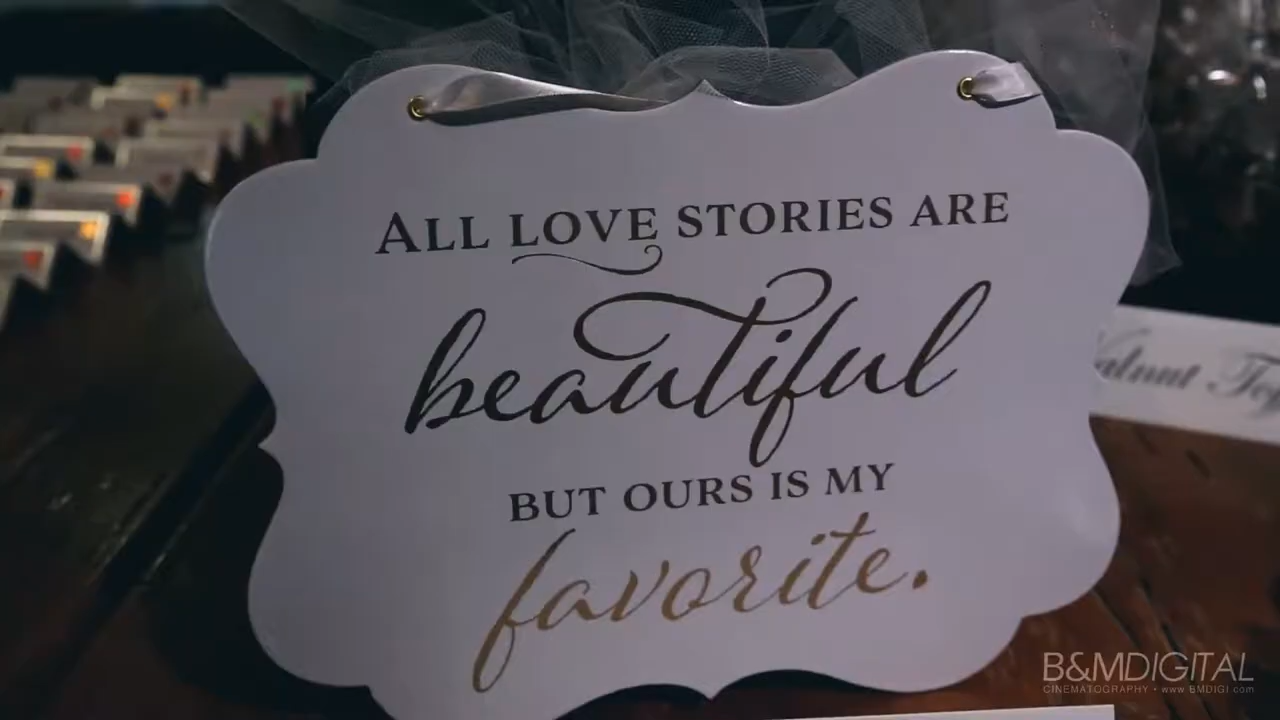 ALL LOVE STORIES ARE
beautiful
BUT OURS IS MY
favorite.
B&MDIGITAL
CINEMATOGRAPHY • www.BMDIGI.com